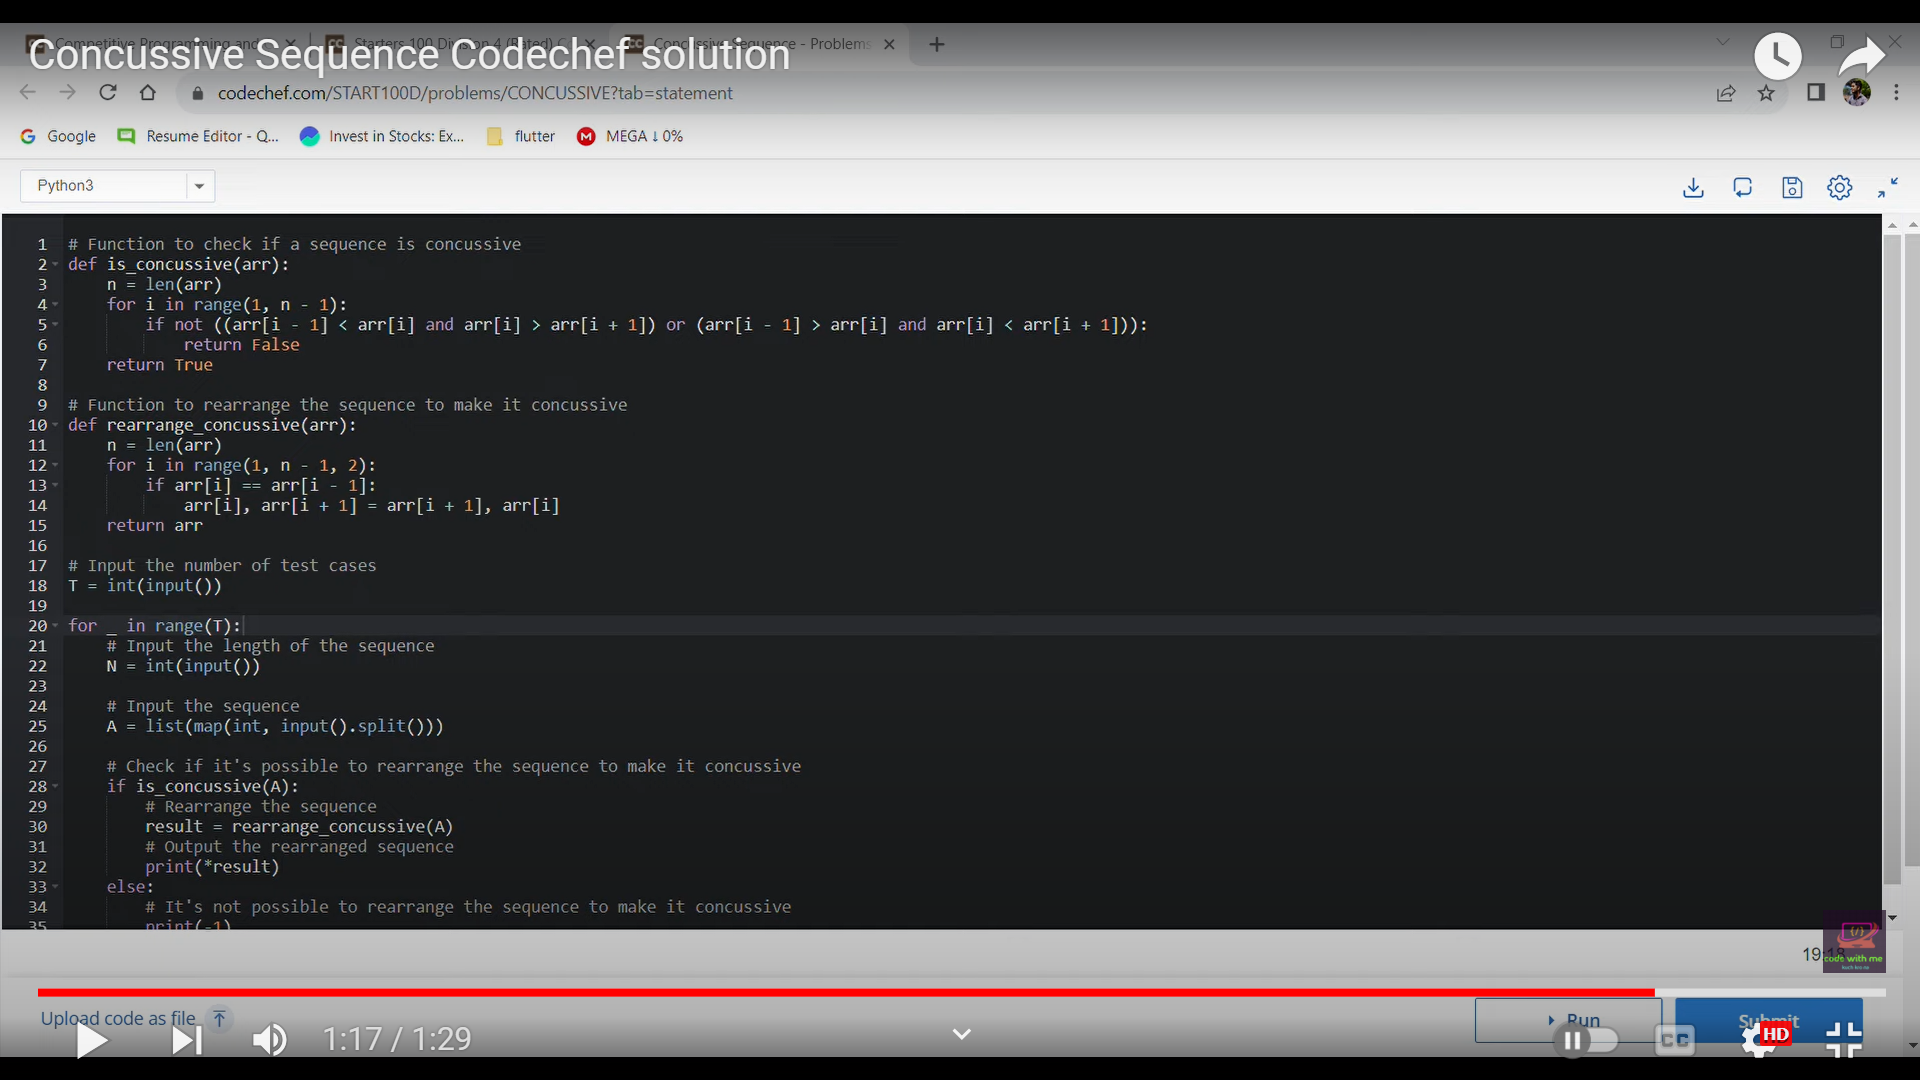 Competitive Programming and
Starters 100 Division 4 (Rated) C
Concussive Sequence - Problems
Concussive Sequence Codechef solution
codechef.com/START100D/problems/CONCUSSIVE?tab=statement
Google
Resume Editor - Q...
Invest in Stocks: Ex...
flutter
MEGA ↓ 0%
Python3
1 # Function to check if a sequence is concussive
2 def is_concussive(arr):
3     n = len(arr)
4     for i in range(1, n - 1):
5         if not ((arr[i - 1] < arr[i] and arr[i] > arr[i + 1]) or (arr[i - 1] > arr[i] and arr[i] < arr[i + 1])):
6             return False
7     return True
8
9 # Function to rearrange the sequence to make it concussive
10 def rearrange_concussive(arr):
11     n = len(arr)
12     for i in range(1, n - 1, 2):
13         if arr[i] == arr[i - 1]:
14             arr[i], arr[i + 1] = arr[i + 1], arr[i]
15     return arr
16
17 # Input the number of test cases
18 T = int(input())
19
20 for _ in range(T):
21     # Input the length of the sequence
22     N = int(input())
23
24     # Input the sequence
25     A = list(map(int, input().split()))
26
27     # Check if it's possible to rearrange the sequence to make it concussive
28     if is_concussive(A):
29         # Rearrange the sequence
30         result = rearrange_concussive(A)
31         # Output the rearranged sequence
32         print(*result)
33     else:
34         # It's not possible to rearrange the sequence to make it concussive
35         print(-1)
19:18
{/}
code with me
Upload code as file
Run
Submit
1:17 / 1:29
CC
HD